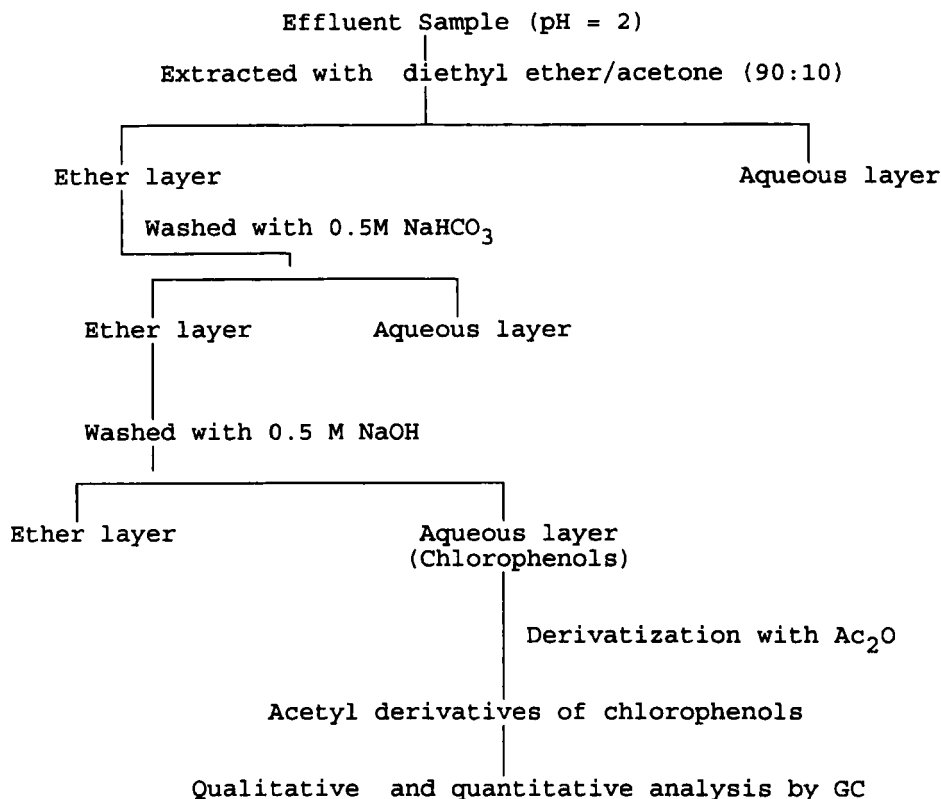 Effluent Sample (pH = 2)
Extracted with diethyl ether/acetone (90:10)
Ether layer
Aqueous layer
Washed with 0.5M NaHCO3
Ether layer
Aqueous layer
Washed with 0.5 M NaOH
Ether layer
Aqueous layer
(Chlorophenols)
Derivatization with Ac2O
Acetyl derivatives of chlorophenols
Qualitative and quantitative analysis by GC